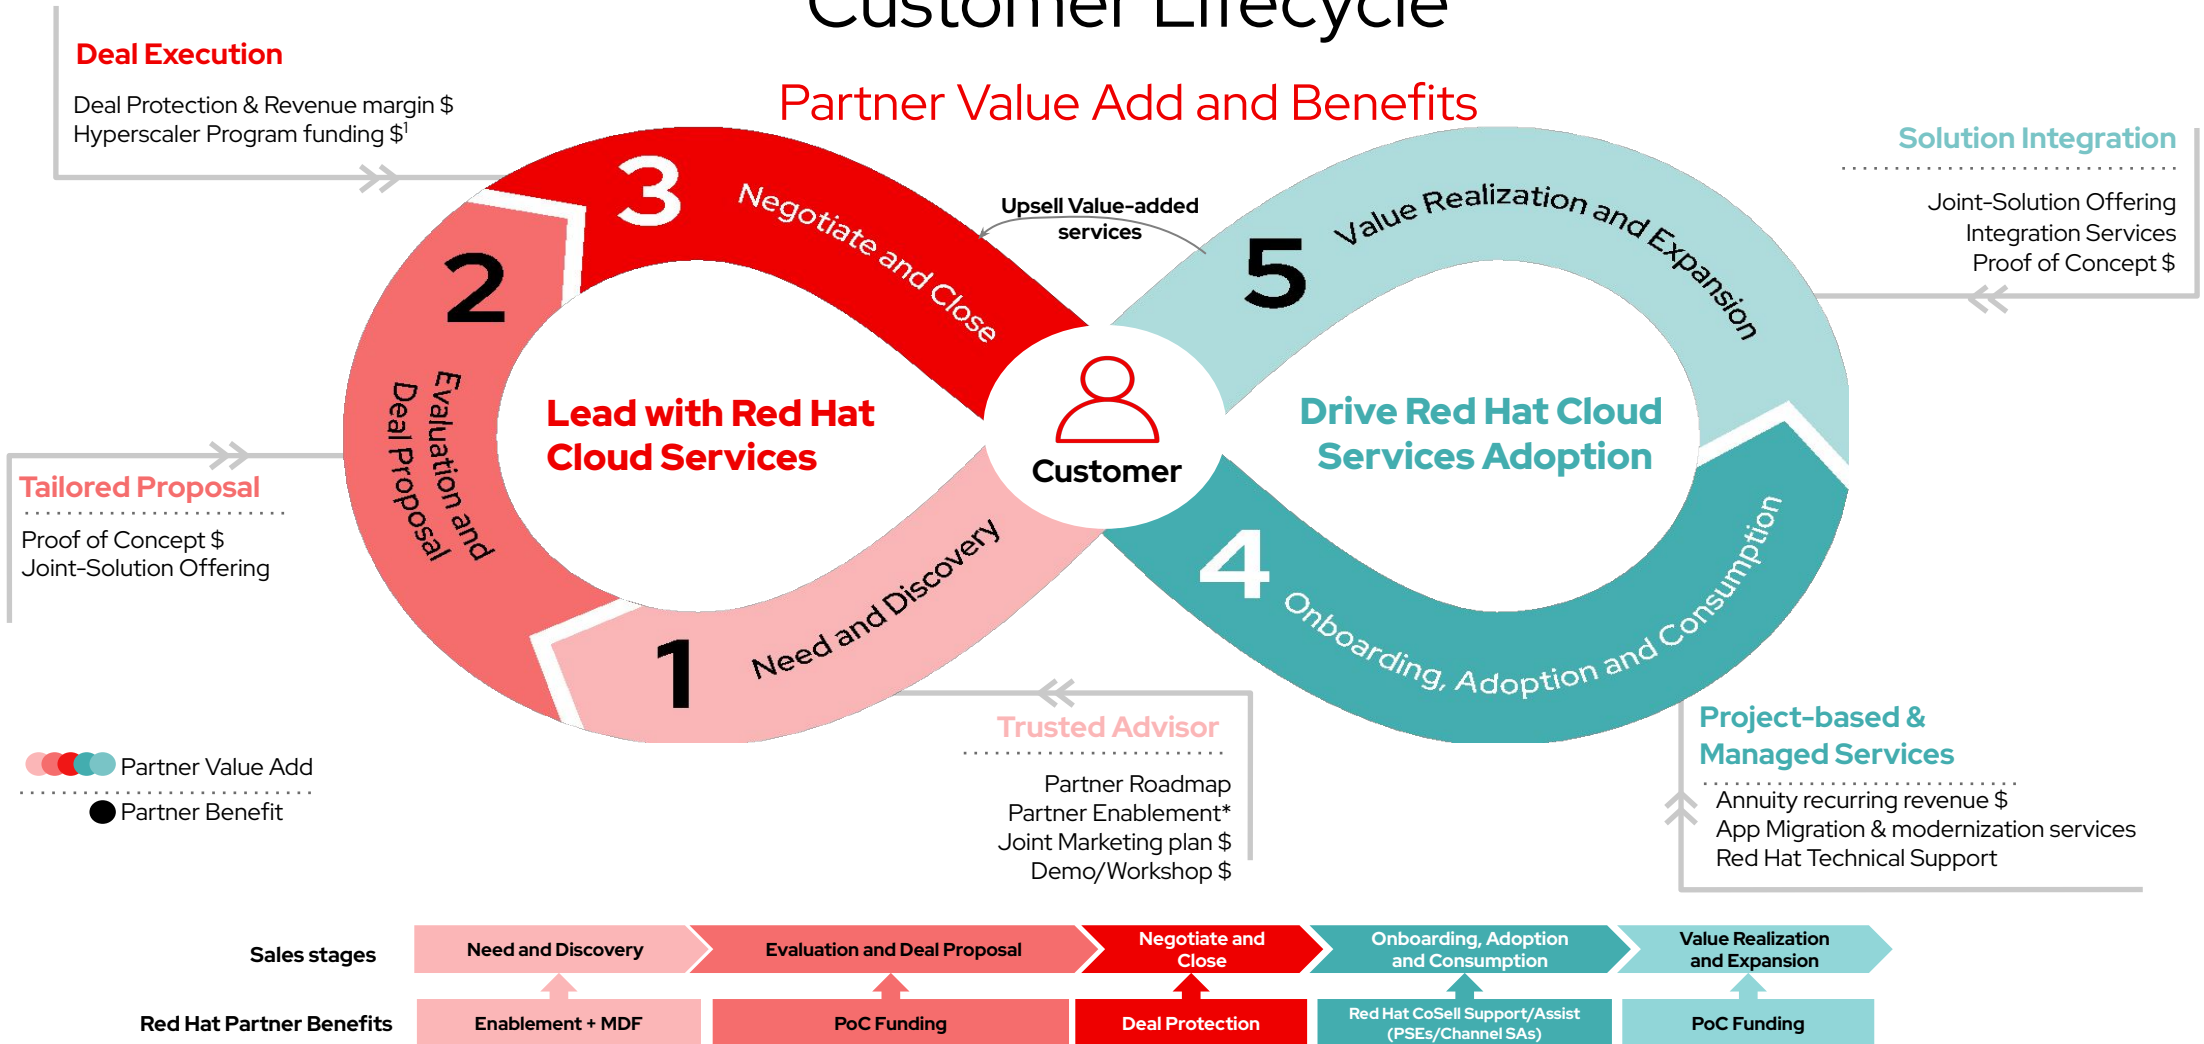 Customer Lifecycle
Partner Value Add and Benefits
Deal Execution
Deal Protection & Revenue margin $
Hyperscaler Program funding $1
Solution Integration
Joint-Solution Offering
Integration Services
Proof of Concept $
Upsell Value-added
services
3
Negotiate and Close
2
Evaluation and
Deal Proposal
1
Need and Discovery
Lead with Red Hat
Cloud Services
Customer
5
Value Realization and Expansion
Drive Red Hat Cloud
Services Adoption
4
Onboarding, Adoption and Consumption
Tailored Proposal
Proof of Concept $
Joint-Solution Offering
Trusted Advisor
Partner Roadmap
Partner Enablement*
Joint Marketing plan $
Demo/Workshop $
Project-based &
Managed Services
Annuity recurring revenue $
App Migration & modernization services
Red Hat Technical Support
Partner Value Add
Partner Benefit
Sales stages
Need and Discovery
Evaluation and Deal Proposal
Negotiate and
Close
Onboarding, Adoption
and Consumption
Value Realization
and Expansion
Red Hat Partner Benefits
Enablement + MDF
PoC Funding
Deal Protection
Red Hat CoSell Support/Assist
(PSEs/Channel SAs)
PoC Funding